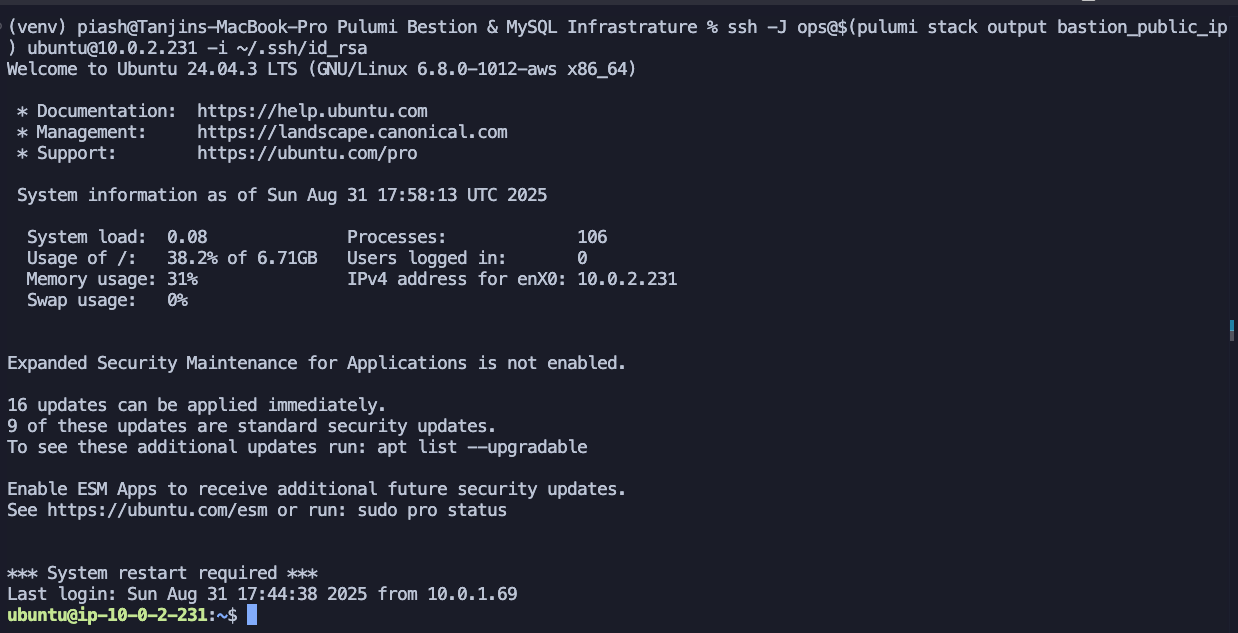 (venv) piash@Tanjins-MacBook-Pro Pulumi Bestion & MySQL Infrastrature % ssh -J ops@$(pulumi stack output bastion_public_ip
) ubuntu@10.0.2.231 -i ~/.ssh/id_rsa
Welcome to Ubuntu 24.04.3 LTS (GNU/Linux 6.8.0-1012-aws x86_64)
* Documentation: https://help.ubuntu.com
* Management: https://landscape.canonical.com
* Support: https://ubuntu.com/pro
System information as of Sun Aug 31 17:58:13 UTC 2025
System load: 0.08 Processes: 106
Usage of /: 38.2% of 6.71GB Users logged in: 0
Memory usage: 31% IPv4 address for enX0: 10.0.2.231
Swap usage: 0%
Expanded Security Maintenance for Applications is not enabled.
16 updates can be applied immediately.
9 of these updates are standard security updates.
To see these additional updates run: apt list --upgradable
Enable ESM Apps to receive additional future security updates.
See https://ubuntu.com/esm or run: sudo pro status
*** System restart required ***
Last login: Sun Aug 31 17:44:38 2025 from 10.0.1.69
ubuntu@ip-10-0-2-231:~$